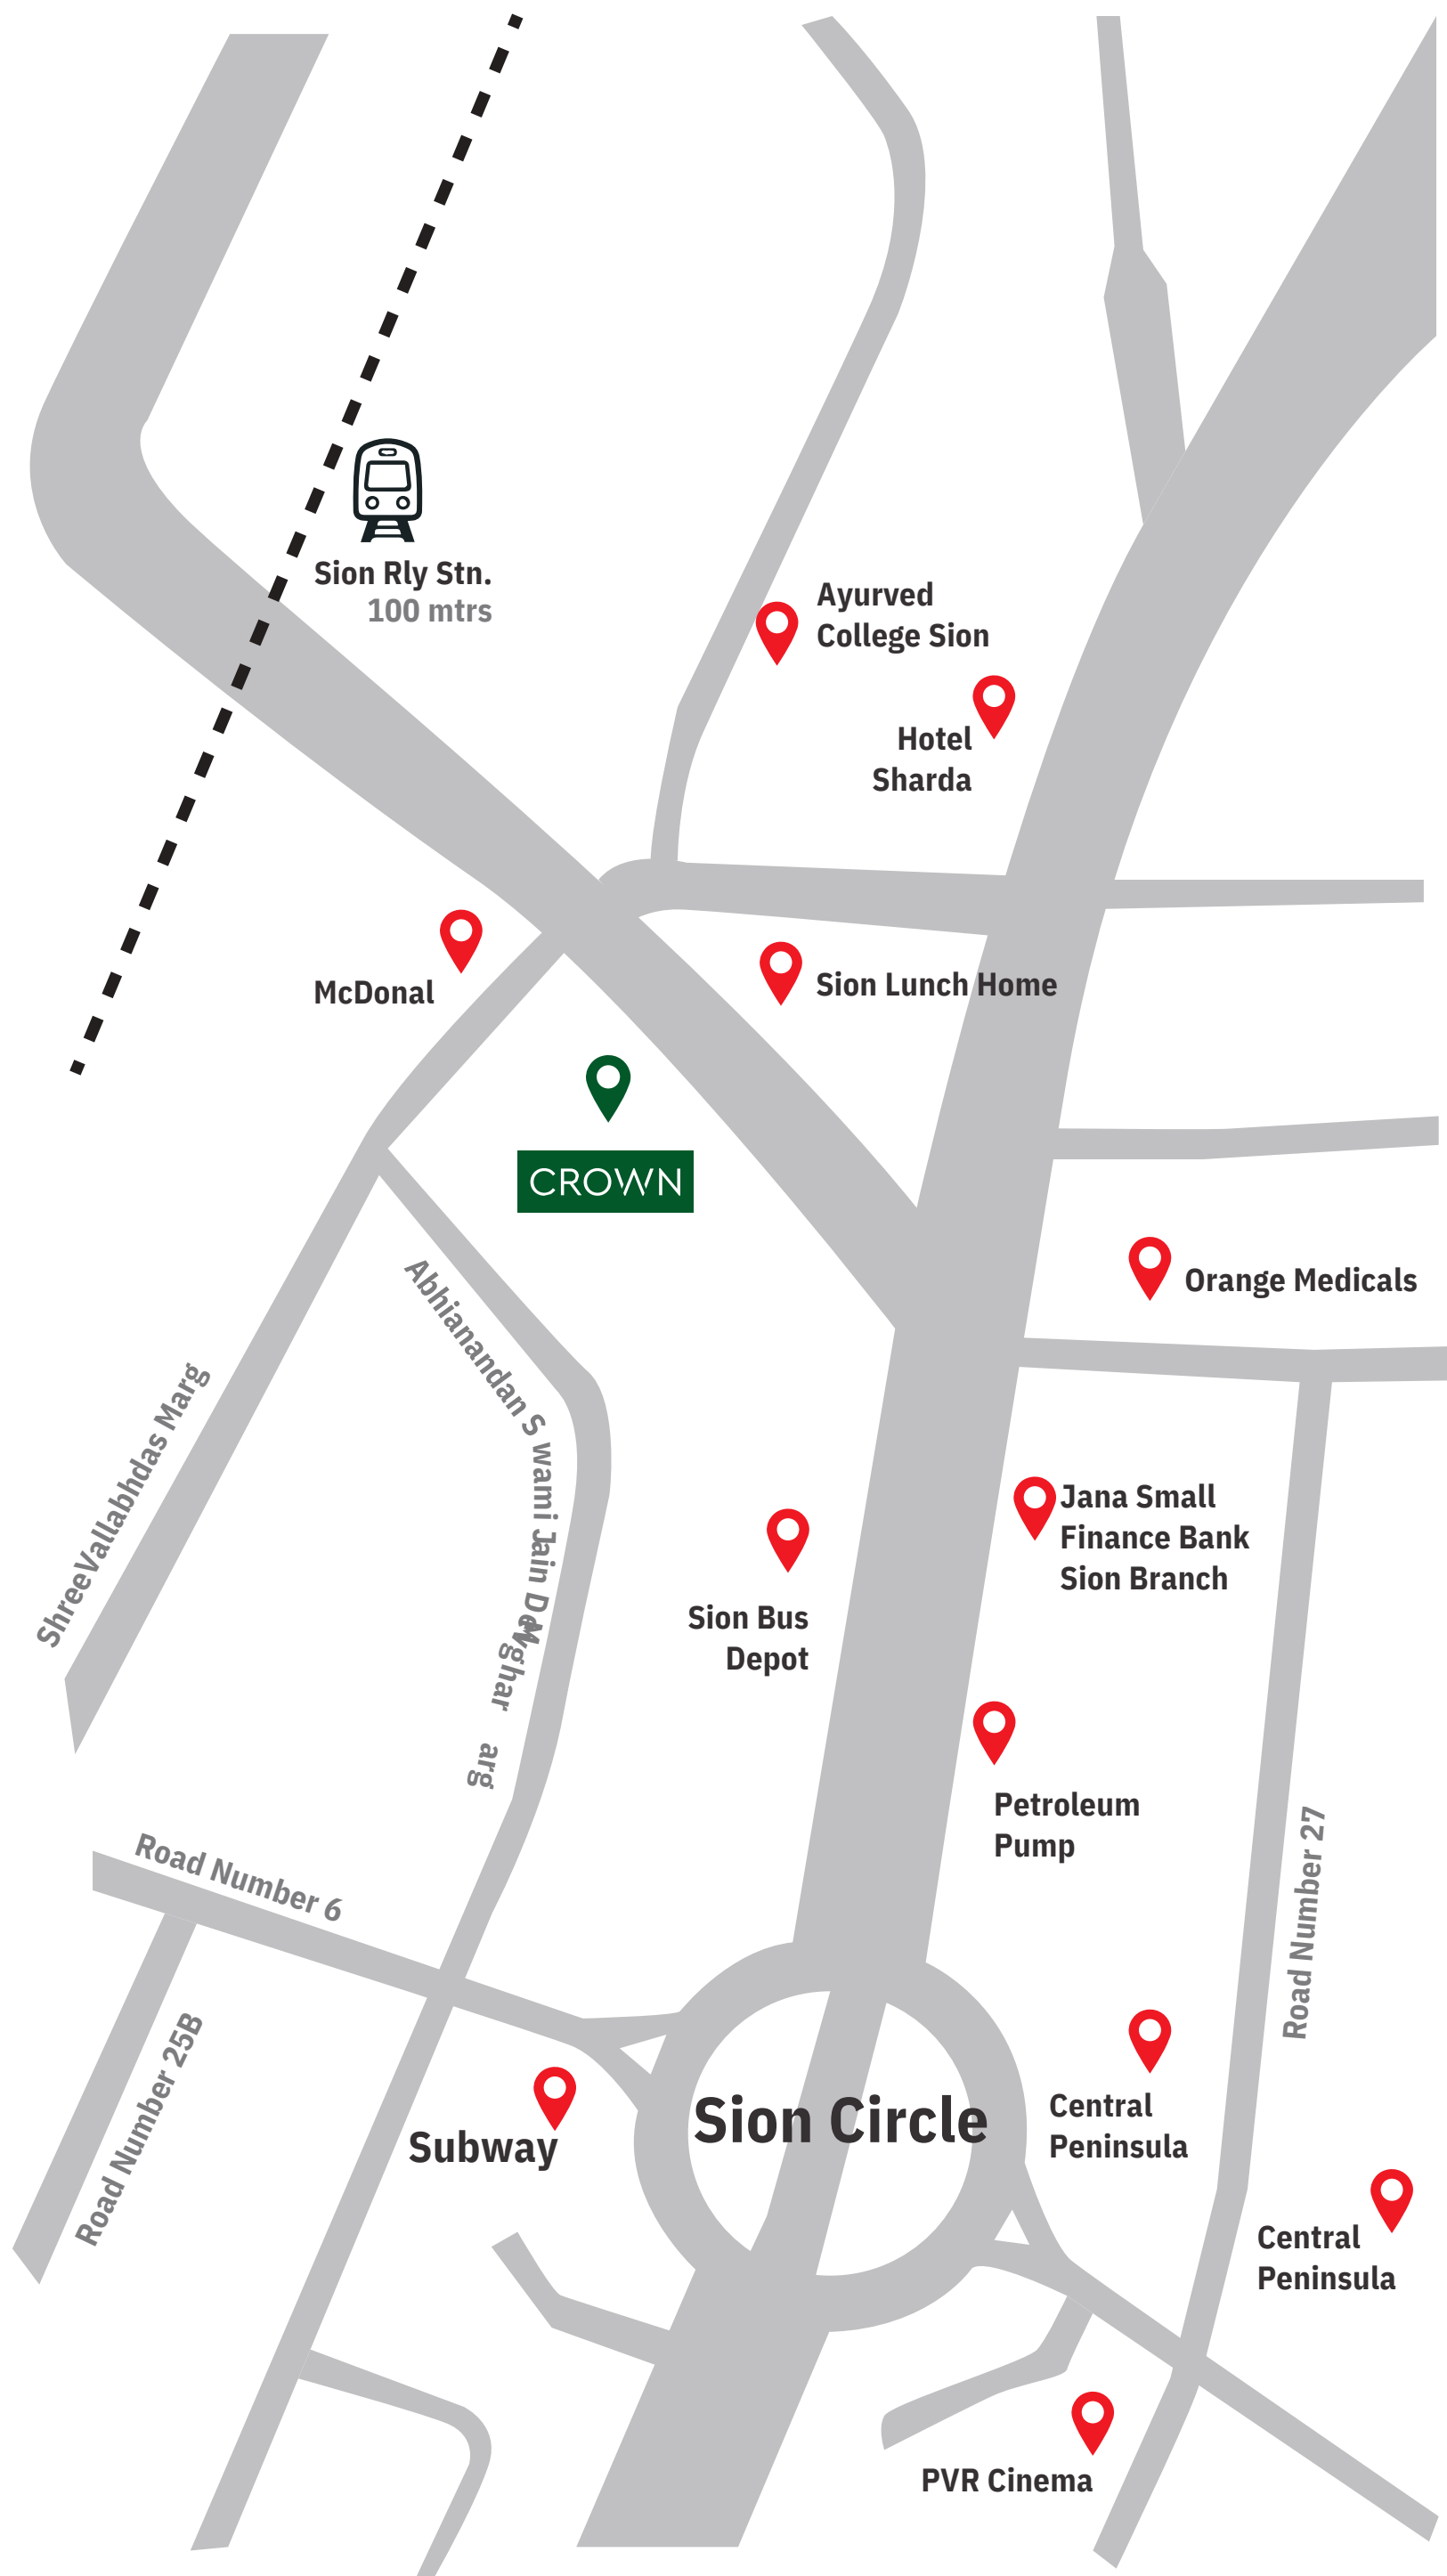 Sion Rly Stn.
100 mtrs
Ayurved
College Sion
Hotel
Sharda
McDonal
Sion Lunch Home
CROWN
Orange Medicals
Abhianandan Swami Jain Derghar Marg
ShreeVallabhdas Marg
Jana Small
Finance Bank
Sion Branch
Sion Bus
Depot
Petroleum
Pump
Road Number 6
Road Number 27
Road Number 25B
Subway
Sion Circle
Central
Peninsula
Central
Peninsula
PVR Cinema